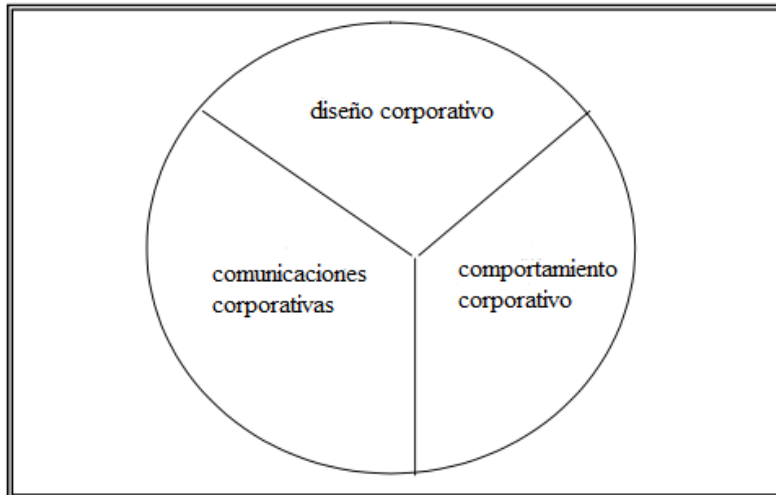 diseño corporativo
comunicaciones
corporativas
comportamiento
corporativo